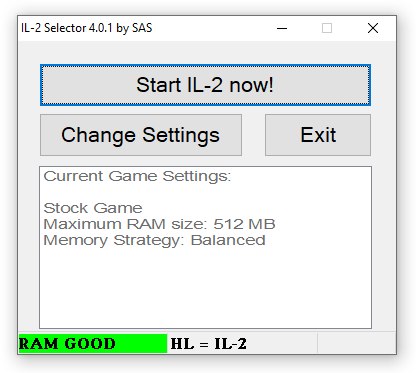 IL-2 Selector 4.0.1 by SAS
Start IL-2 now!
Change Settings
Exit
Current Game Settings:
Stock Game
Maximum RAM size: 512 MB
Memory Strategy: Balanced
RAM GOOD
HL = IL-2